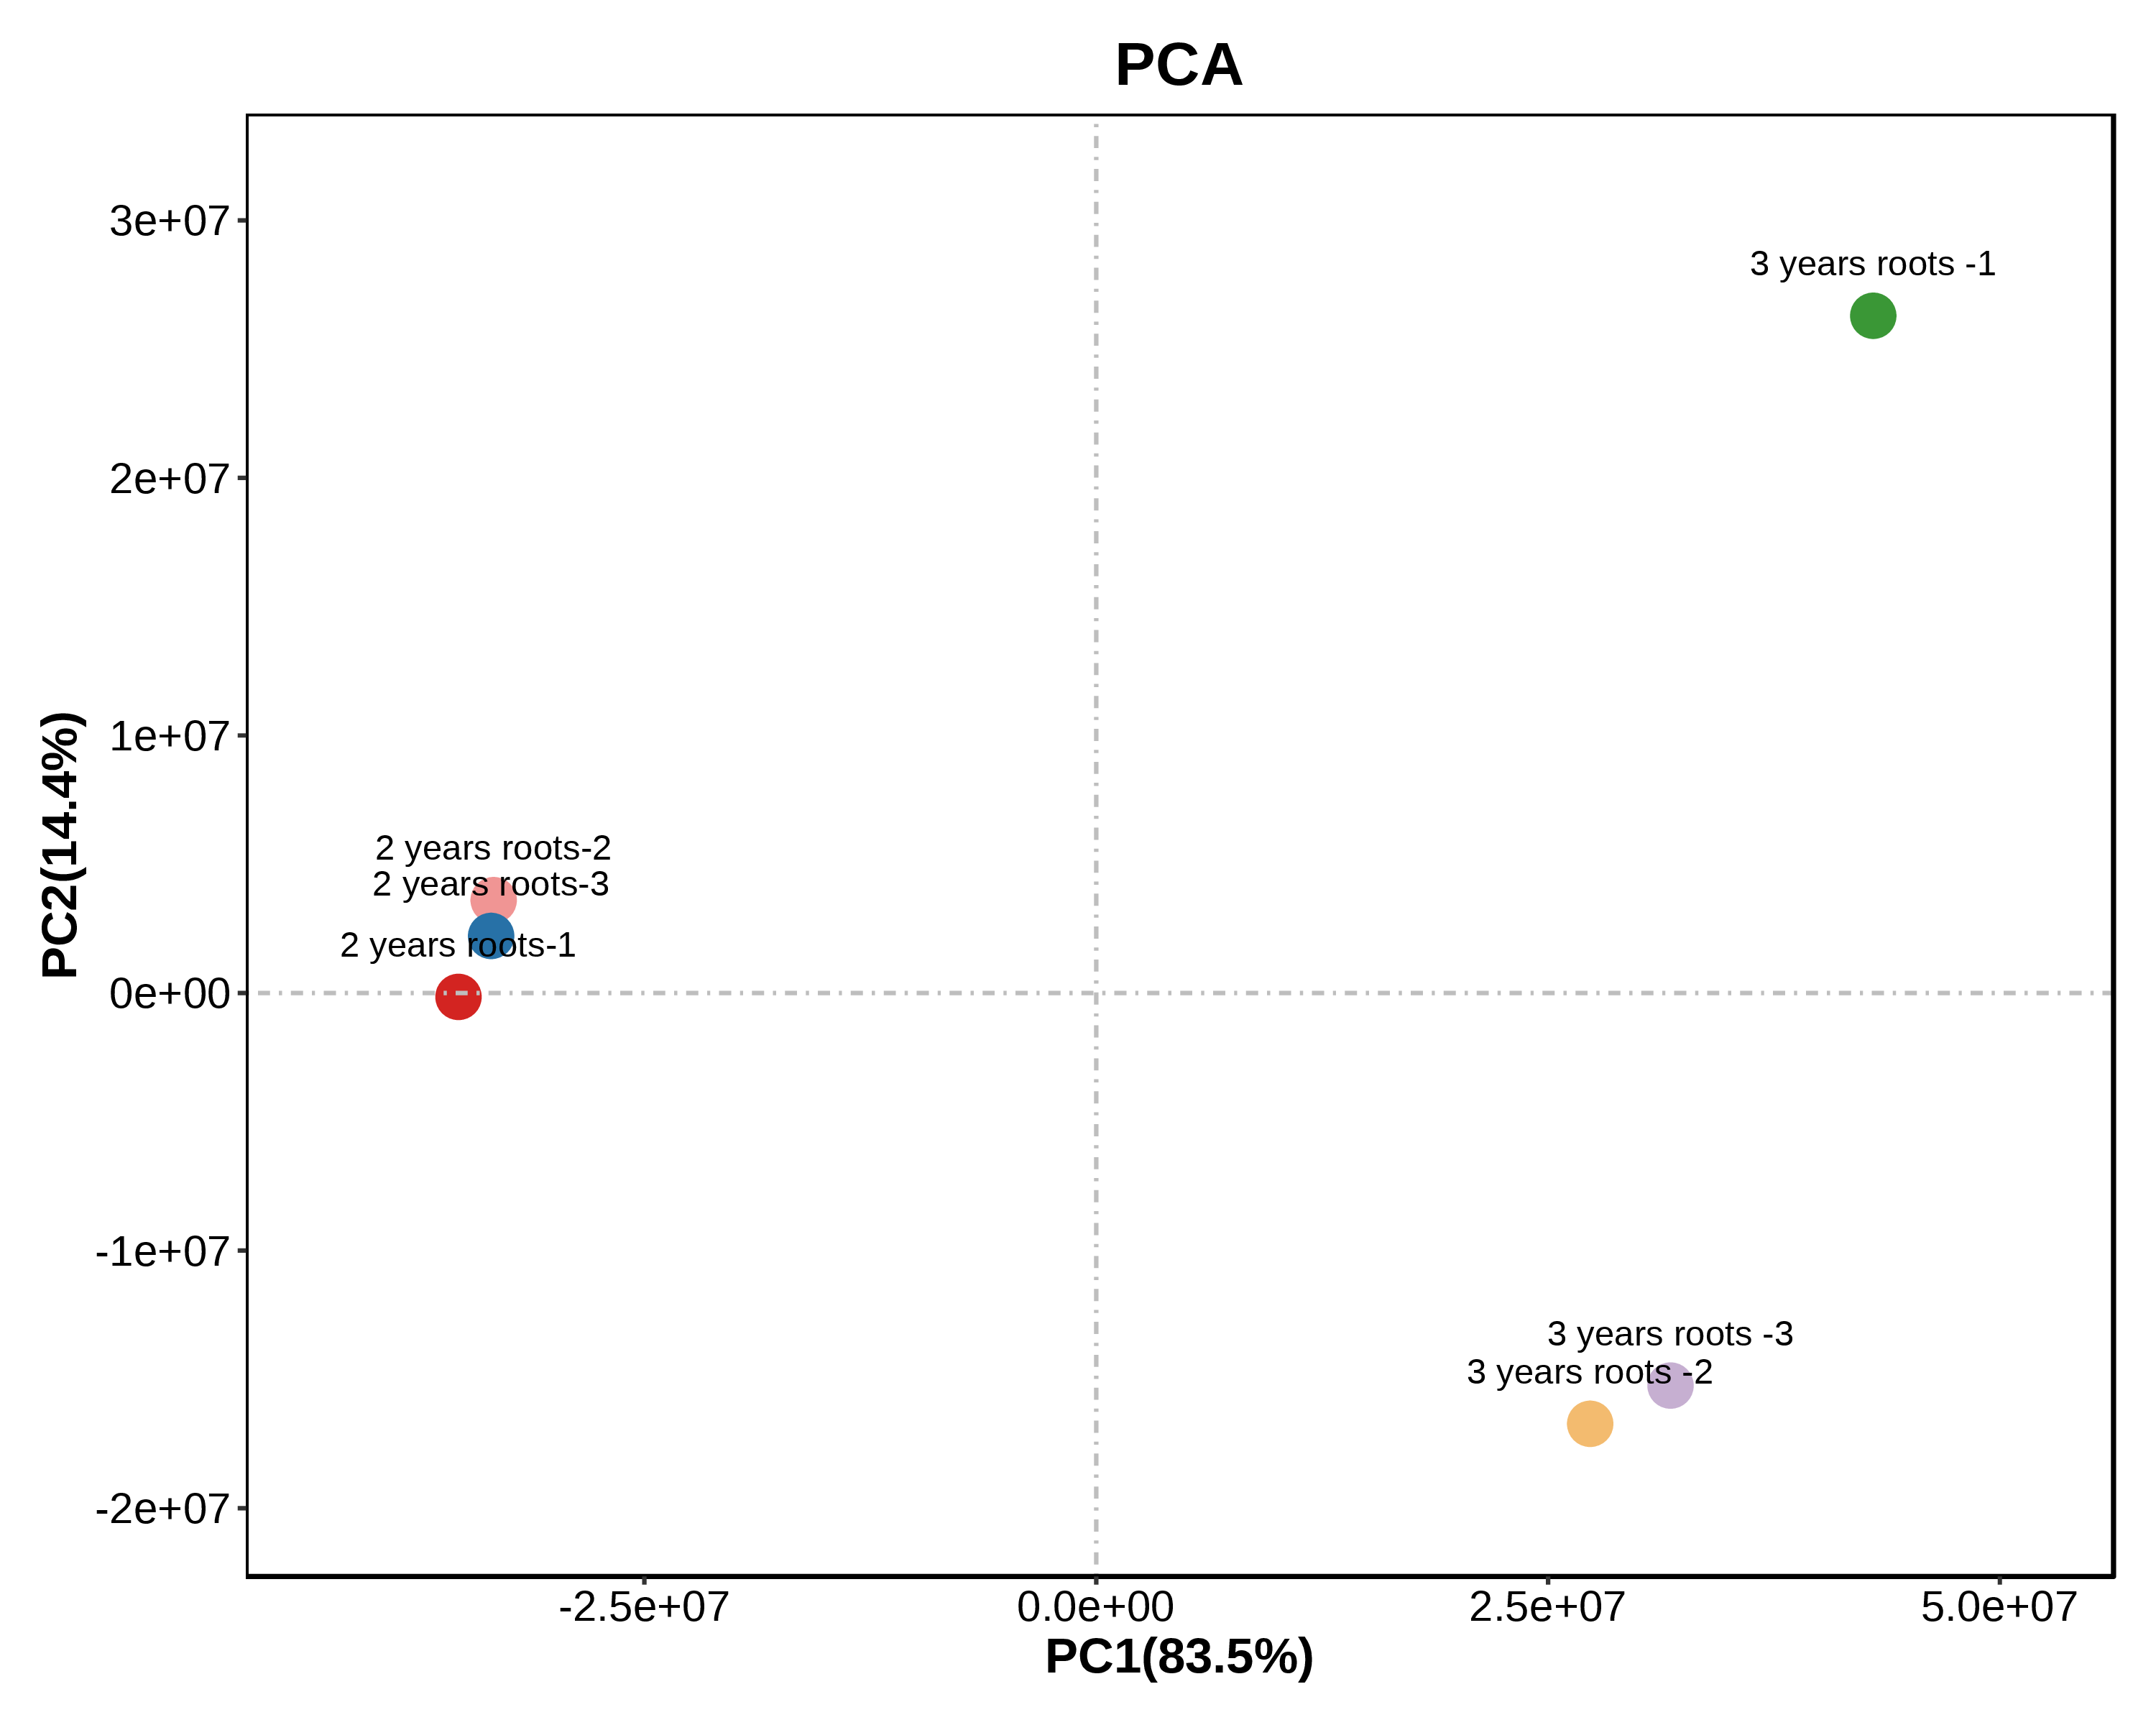 PCA
3e+07
2e+07
1e+07
0e+00
-1e+07
-2e+07
PC2(14.4%)
3 years roots -1
2 years roots-2
2 years roots-3
2 years roots-1
3 years roots -3
3 years roots -2
-2.5e+07
0.0e+00
2.5e+07
5.0e+07
PC1(83.5%)